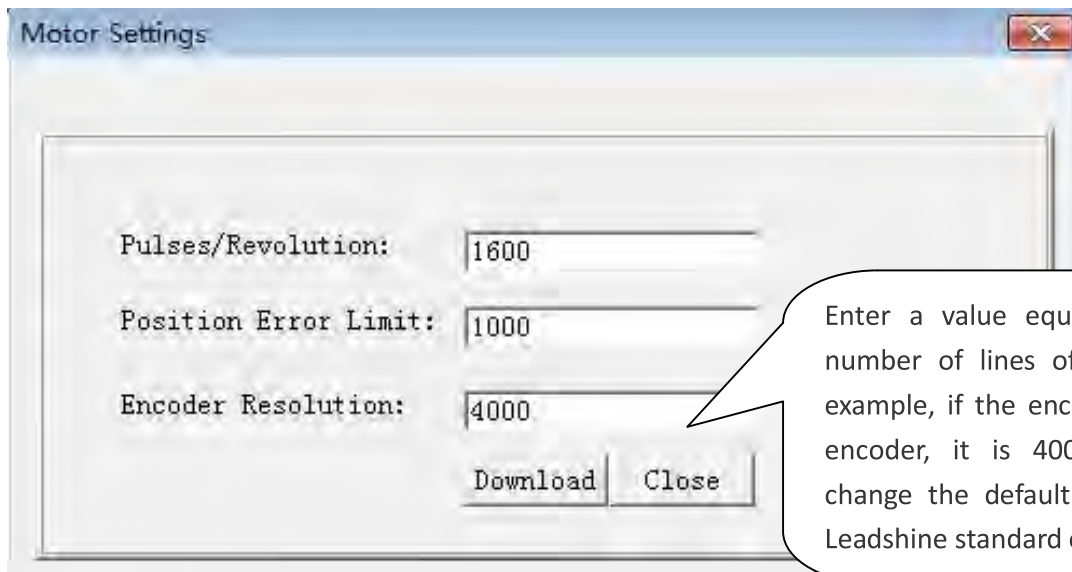 Motor Settings
Pulses/Revolution: 1600
Position Error Limit: 1000
Encoder Resolution: 4000
Download Close
Enter a value equ
number of lines of
example, if the enc
encoder, it is 400
change the default
Leadshine standard